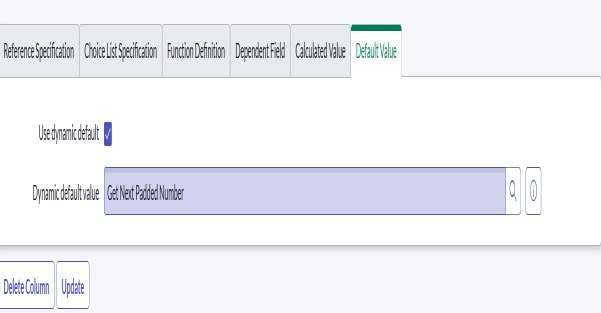 Reference Specification Choice List Specification Function Definition Dependent Field Calculated Value Default Value
Use dynamic default
Dynamic default value Get Next Padded Number
Delete Column Update